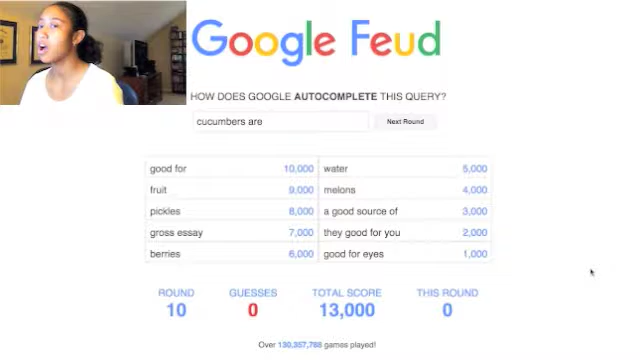 Google Feud
HOW DOES GOOGLE AUTOCOMPLETE THIS QUERY?
cucumbers are
Next Round
good for 10,000 water 5,000
fruit 9,000 melons 4,000
pickles 8,000 a good source of 3,000
gross essay 7,000 they good for you 2,000
berries 6,000 good for eyes 1,000
ROUND GUESSES TOTAL SCORE THIS ROUND
10 0 13,000 0
Over 130,357,768 games played!